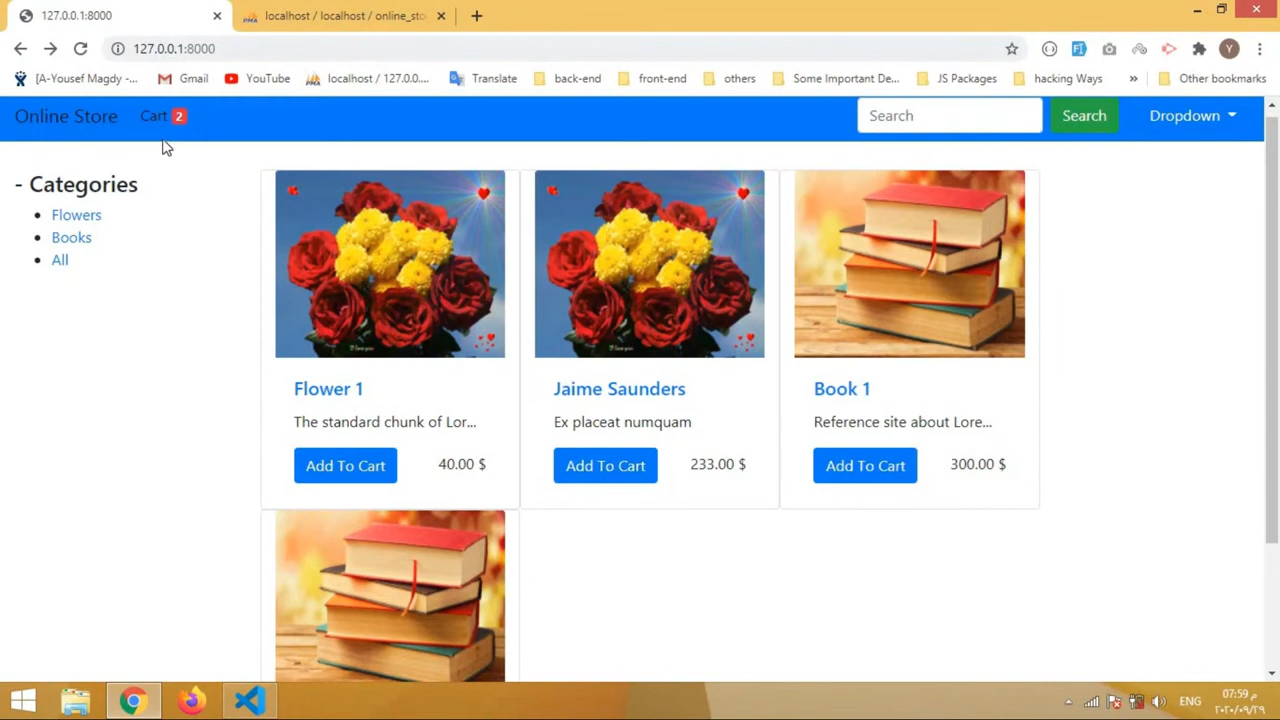 127.0.0.1:8000
localhost / localhost / online_sto
127.0.0.1:8000
Y
[A-Yousef Magdy -...
Gmail
YouTube
localhost / 127.0.0....
Translate
back-end
front-end
others
Some Important De...
JS Packages
hacking Ways
»
Other bookmarks
Online Store
Cart 2
Search
Search
Dropdown
- Categories
Flowers
Books
All
Flower 1
The standard chunk of Lor...
Add To Cart
40.00 $
Jaime Saunders
Ex placeat numquam
Add To Cart
233.00 $
Book 1
Reference site about Lore...
Add To Cart
300.00 $
ENG
07:59 م
٢٠٢٠/٠٩/٢٩